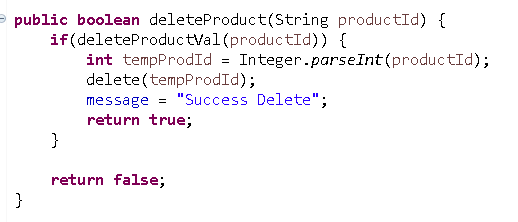 public boolean deleteProduct(String productId) {
    if(deleteProductVal(productId)) {
        int tempProdId = Integer.parseInt(productId);
        delete(tempProdId);
        message = "Success Delete";
        return true;
    }

    return false;
}